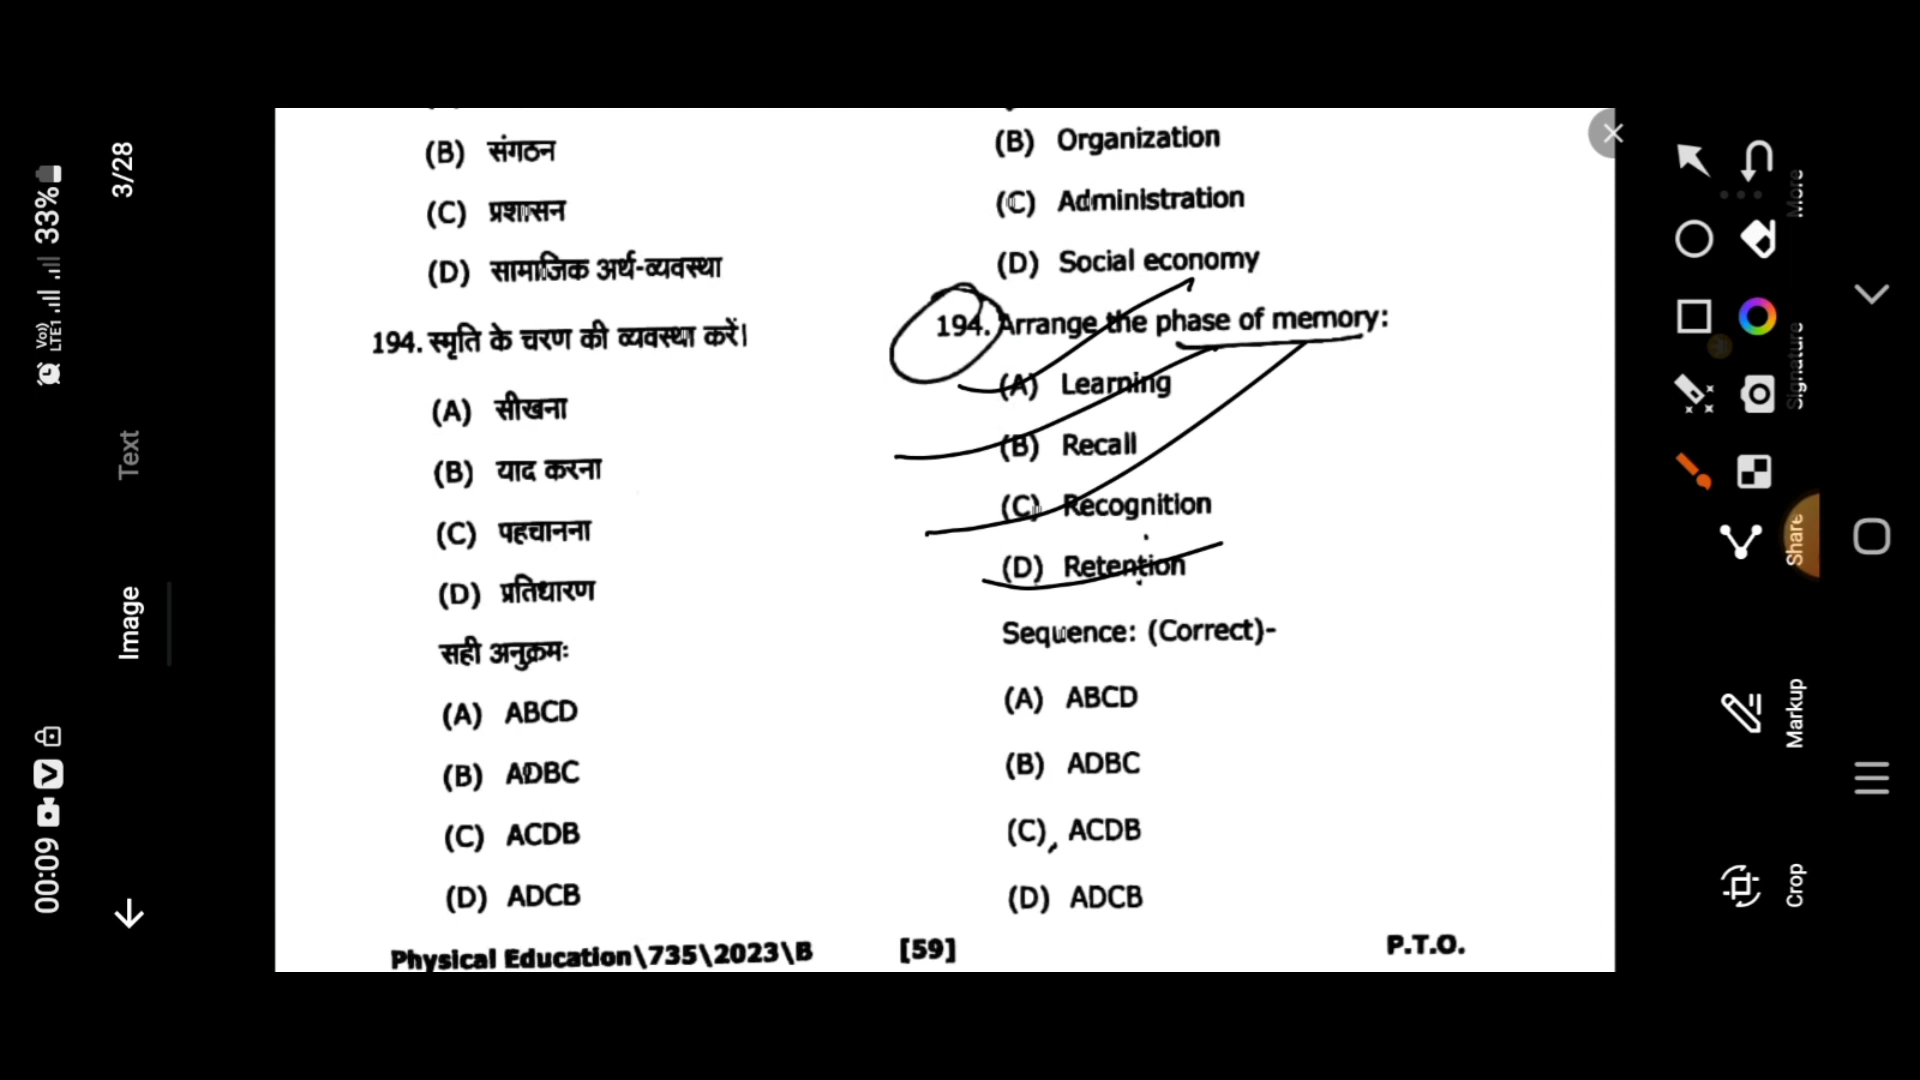 (B) संगठन
(C) प्रशासन
(D) सामाजिक अर्थ-व्यवस्था
194. स्मृति के चरण की व्यवस्था करें।
(A) सीखना
(B) याद करना
(C) पहचानना
(D) प्रतिधारण
सही अनुक्रमः
(A) ABCD
(B) ADBC
(C) ACDB
(D) ADCB
(B) Organization
(C) Administration
(D) Social economy
194. Arrange the phase of memory:
(A) Learning
(B) Recall
(C) Recognition
(D) Retention
Sequence: (Correct)-
(A) ABCD
(B) ADBC
(C) ACDB
(D) ADCB
Physical Education\735\2023\B [59] P.T.O.
00:09
33%
Vo))
LTE1
3/28
Text
Image
More
Signature
Share
Markup
Crop